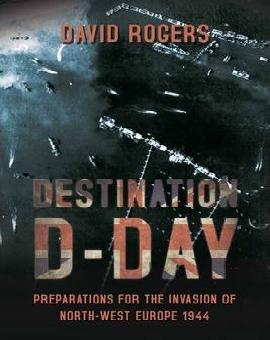 DAVID ROGERS
DESTINATION
D-DAY
PREPARATIONS FOR THE INVASION OF
NORTH-WEST EUROPE 1944